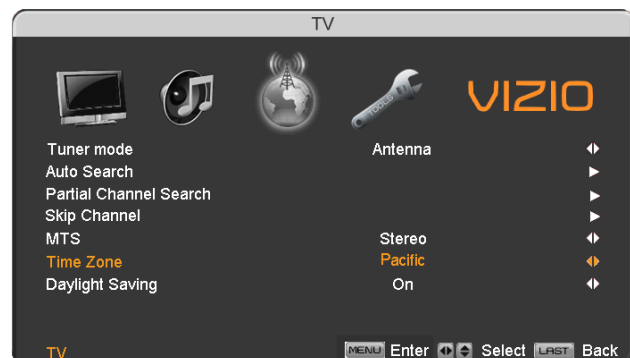 TV
TOOLS
VIZIO
Tuner mode Antenna
Auto Search
Partial Channel Search
Skip Channel
MTS Stereo
Time Zone Pacific
Daylight Saving On
TV MENU Enter Select LAST Back